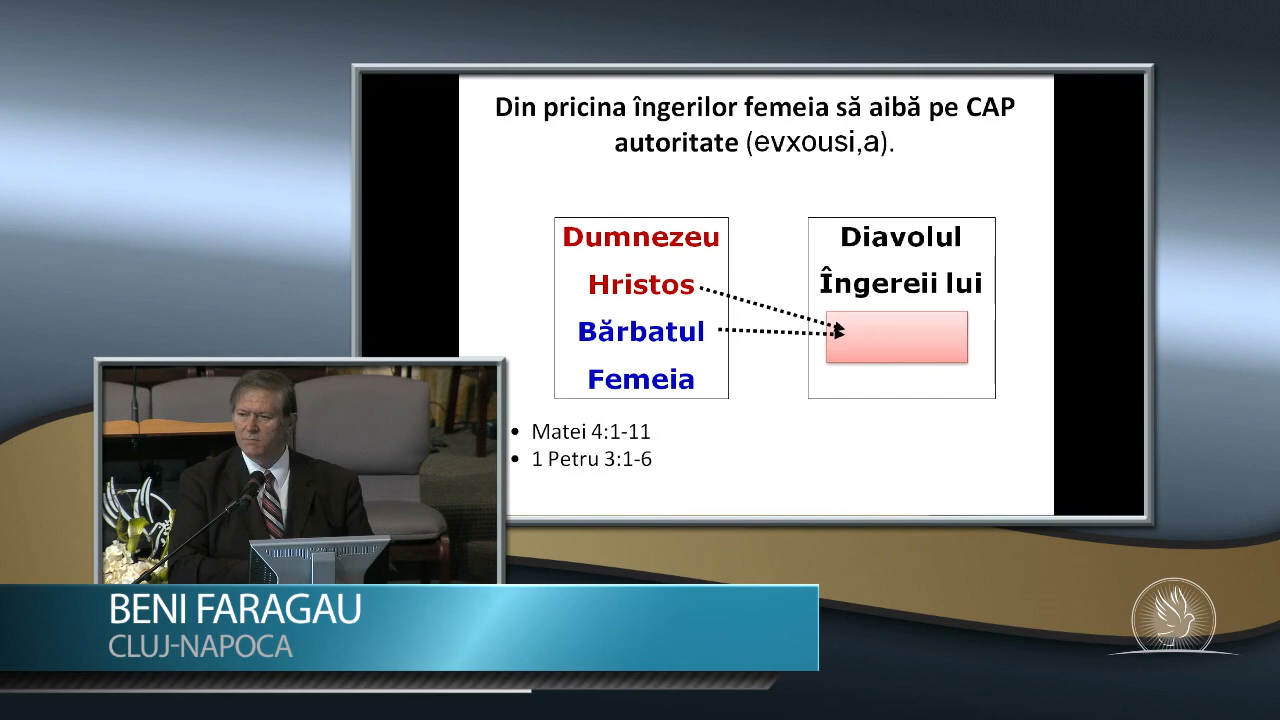 Din pricina îngerilor femeia să aibă pe CAP
autoritate (evxousi,a).
Dumnezeu
Hristos
Bărbatul
Femeia
Diavolul
Îngereii lui
• Matei 4:1-11
• 1 Petru 3:1-6
BENI FARAGAU
CLUJ-NAPOCA